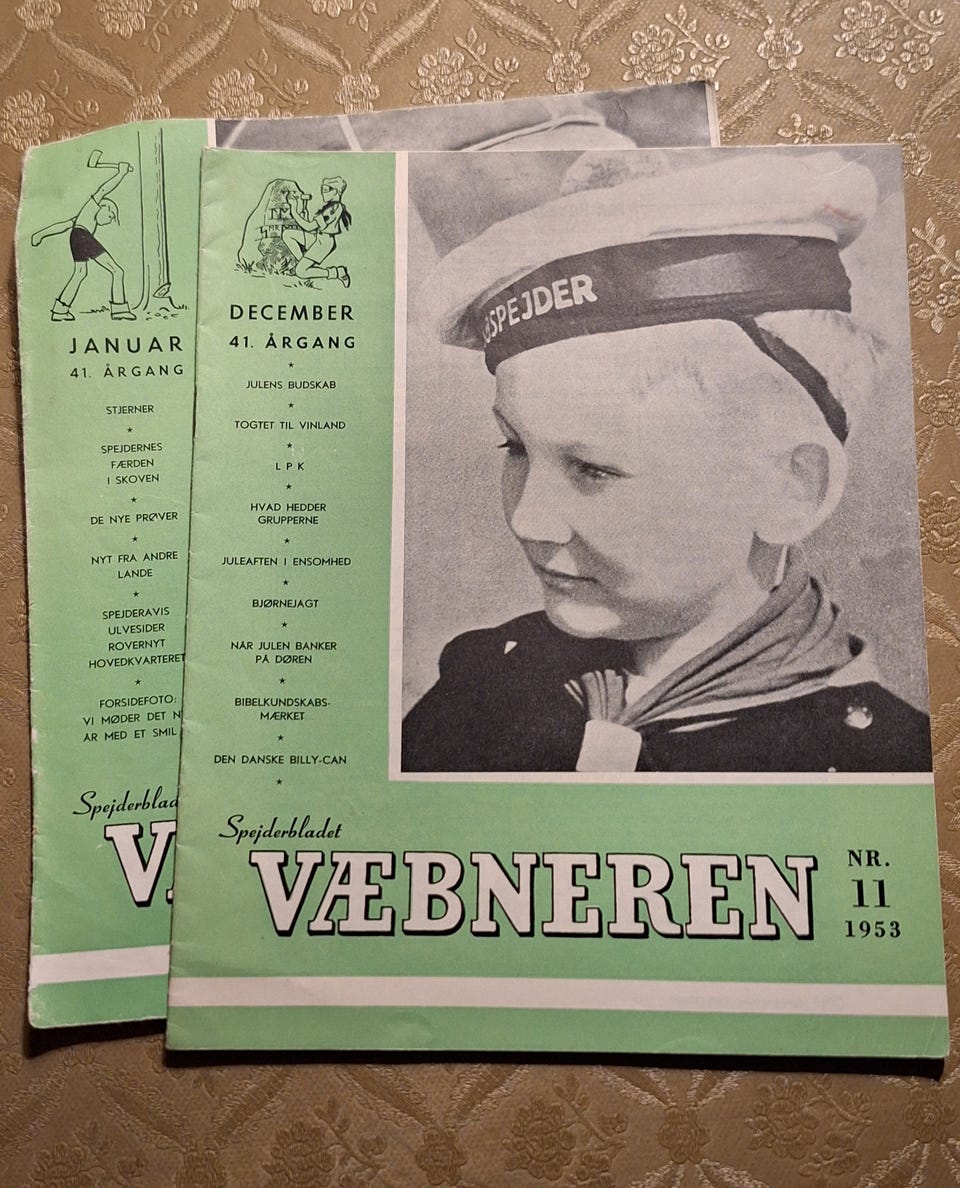 JANUAR
41. ÅRGANG
STJERNER
SPEJDERNES
FÆRDEN
I SKOVEN
DE NYE PRØVER
NYT FRA ANDRE
LANDE
SPEJDERAVIS
ULVESIDER
ROVERNYT
HOVEDKVARTERET
FORSIDEFOTO:
VI MØDER DET N
ÅR MED ET SMIL
Spejderblad
V
DECEMBER
41. ÅRGANG
JULENS BUDSKAB
TOGTET TIL VINLAND
L P K
HVAD HEDDER
GRUPPERNE
JULEAFTEN I ENSOMHED
BJØRNEJAGT
NÅR JULEN BANKER
PÅ DØREN
BIBELKUNDSKABS-
MÆRKET
DEN DANSKE BILLY-CAN
SPEJDER
Spejderbladet
VÆBNEREN
NR.
11
1953